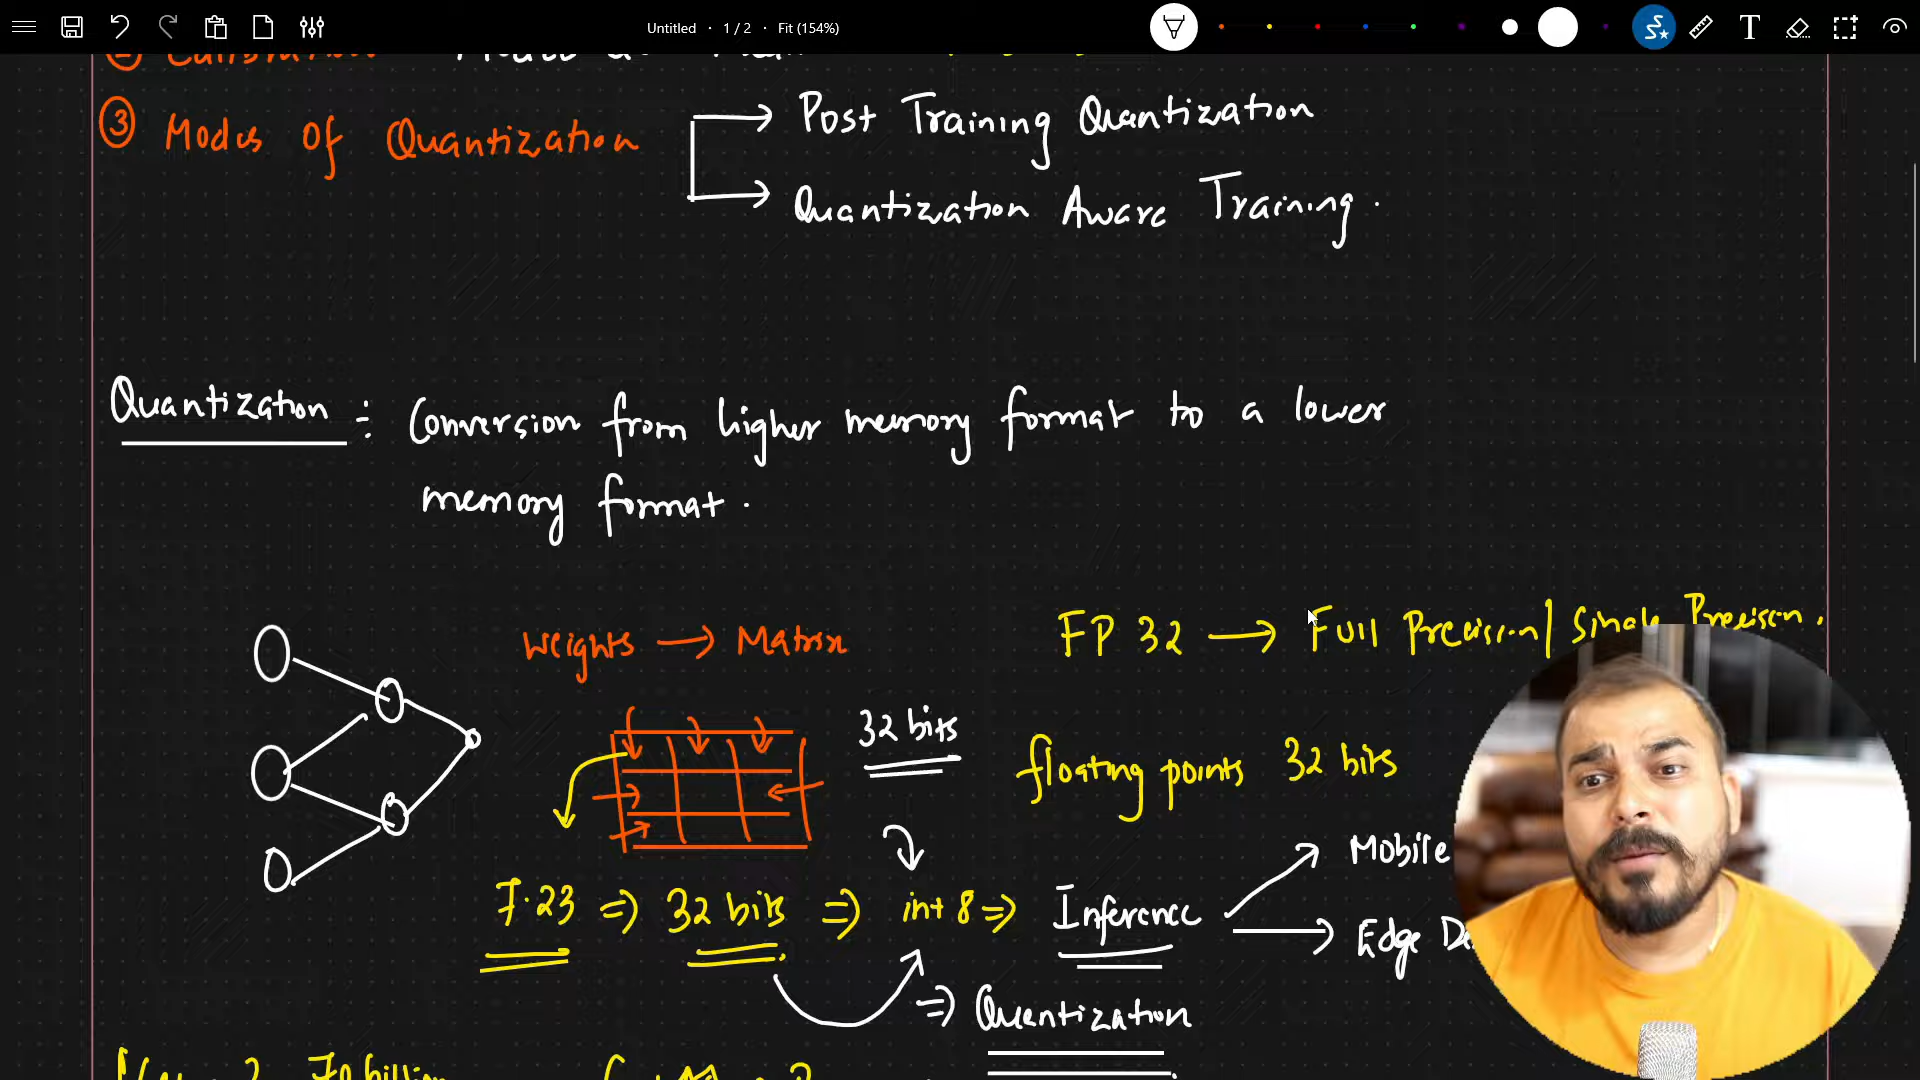 Untitled · 1 / 2 · Fit (154%)
③ Modes Of Quantization
Post Training Quantization
Quantization Aware Training.
Quantization ÷ Conversion from higher memory format to a lower
memory format.
Weights → Matrix
FP 32 → Full Precision | Single Precision.
32 bits
floating points 32 bits
Mobile
7.23 ⇒ 32 bits ⇒ int 8 ⇒ Inference
Edge
⇒ Quantization